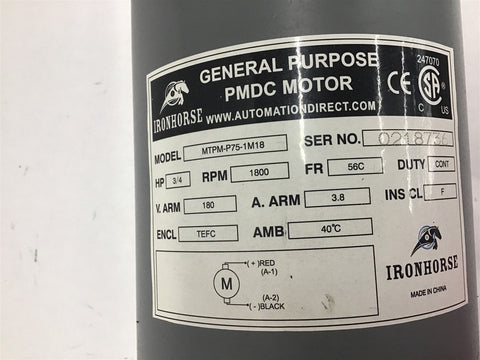 GENERAL PURPOSE
PMDC MOTOR
WWW.AUTOMATIONDIRECT.COM
IRONHORSE
247070
CE
SA
C US
MODEL MTPM-P75-1M18 SER NO. 0218736
HP 3/4 RPM 1800 FR 56C DUTY CONT
V. ARM 180 A. ARM 3.8 INS CL F
ENCL TEFC AMB 40°C
(+)RED
(A-1)
M
(A-2)
(-)BLACK
IRONHORSE
MADE IN CHINA